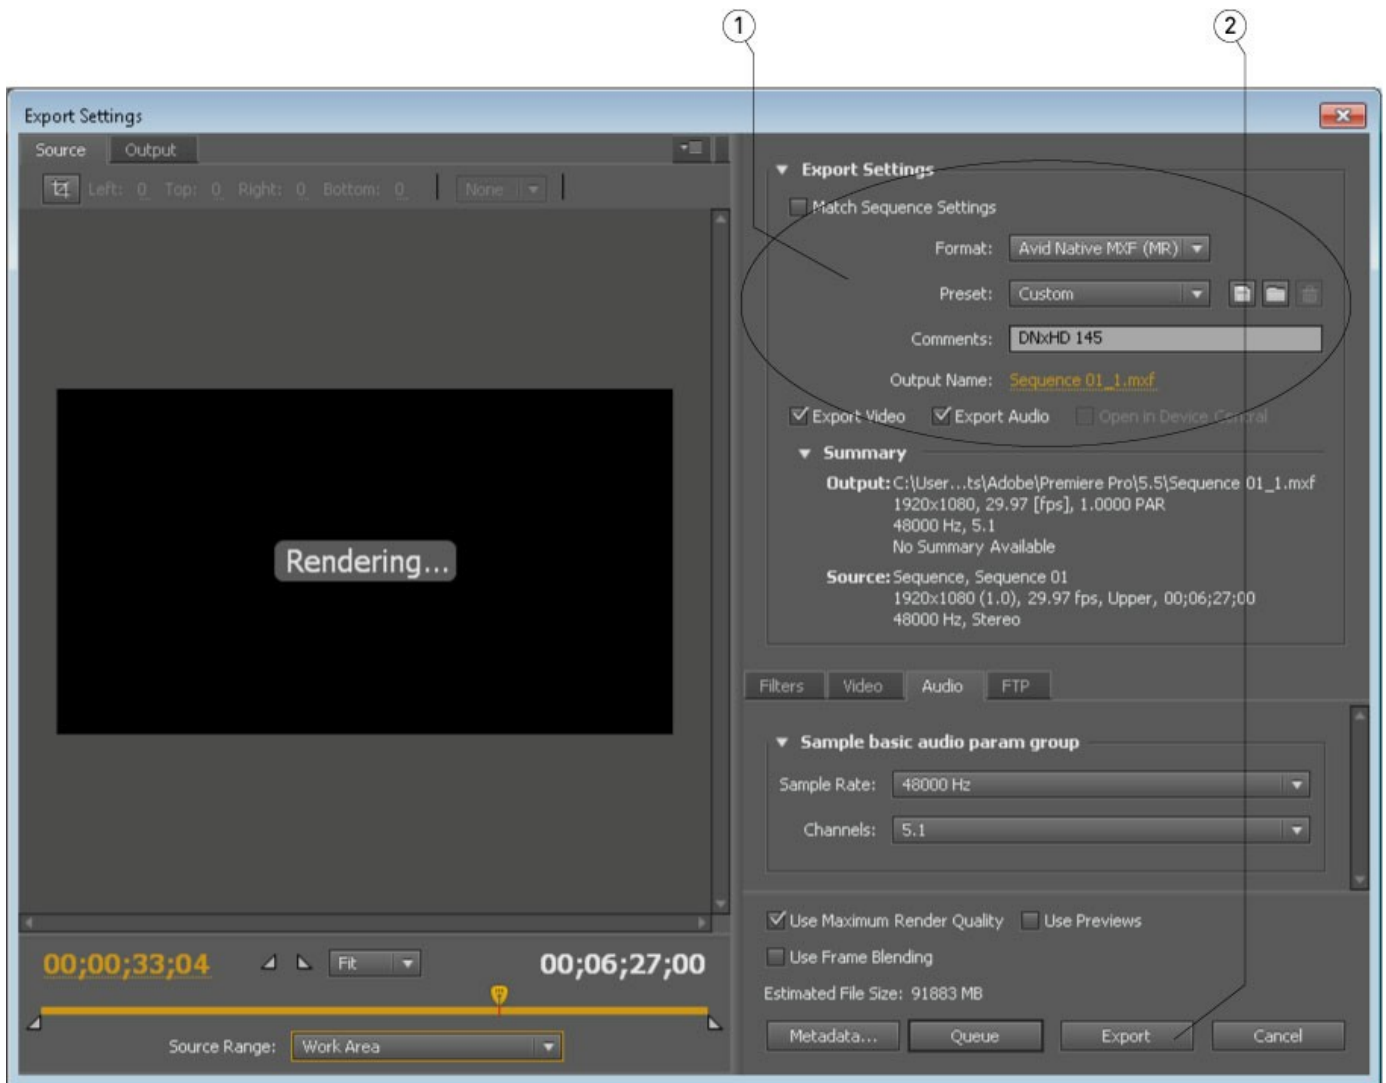 1
2
Export Settings
Source
Output
Left: 0 Top: 0 Right: 0 Bottom: 0
None
Rendering...
00;00;33;04
Fit
00;06;27;00
Source Range: Work Area
Export Settings
Match Sequence Settings
Format: Avid Native MXF (MR)
Preset: Custom
Comments: DNxHD 145
Output Name: Sequence 01_1.mxf
Export Video
Export Audio
Open in Device Central
Summary
Output: C:\User...ts\Adobe\Premiere Pro\5.5\Sequence 01_1.mxf
1920x1080, 29.97 [fps], 1.0000 PAR
48000 Hz, 5.1
No Summary Available
Source: Sequence, Sequence 01
1920x1080 (1.0), 29.97 fps, Upper, 00;06;27;00
48000 Hz, Stereo
Filters
Video
Audio
FTP
Sample basic audio param group
Sample Rate: 48000 Hz
Channels: 5.1
Use Maximum Render Quality
Use Previews
Use Frame Blending
Estimated File Size: 91883 MB
Metadata...
Queue
Export
Cancel